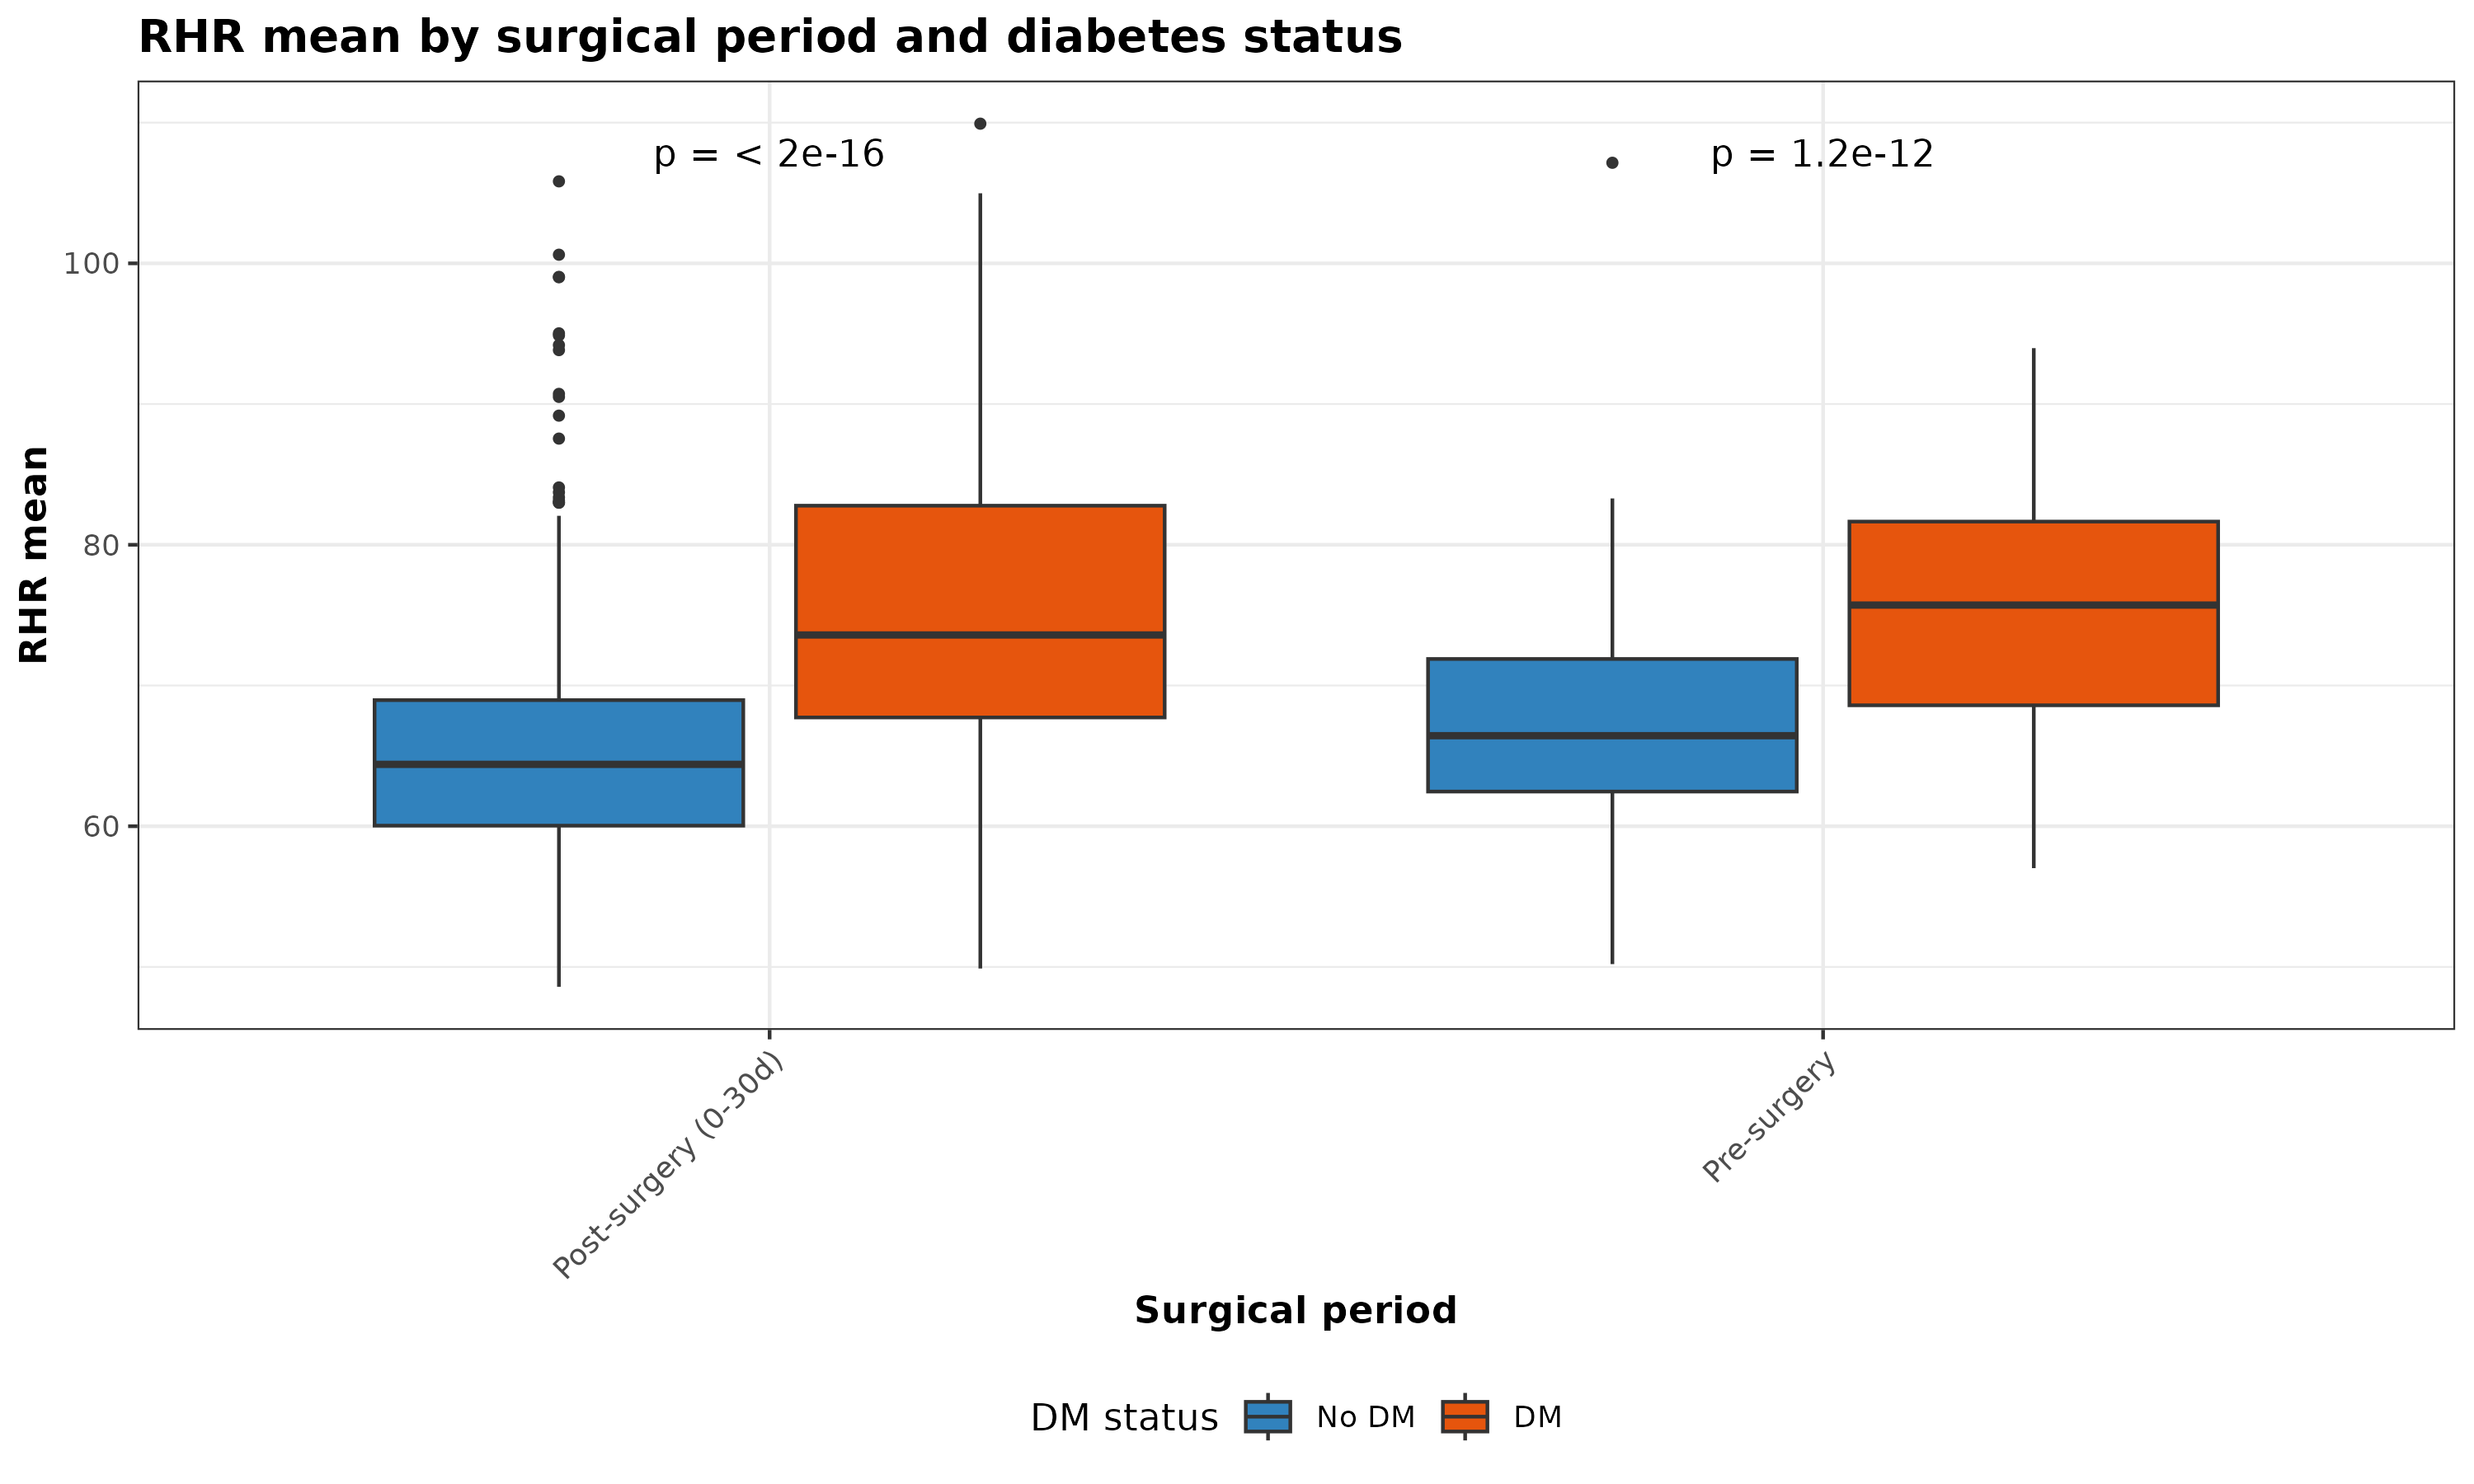 RHR mean by surgical period and diabetes status
p = < 2e-16
p = 1.2e-12
100
80
60
RHR mean
Post-surgery (0-30d)
Pre-surgery
Surgical period
DM status
No DM
DM